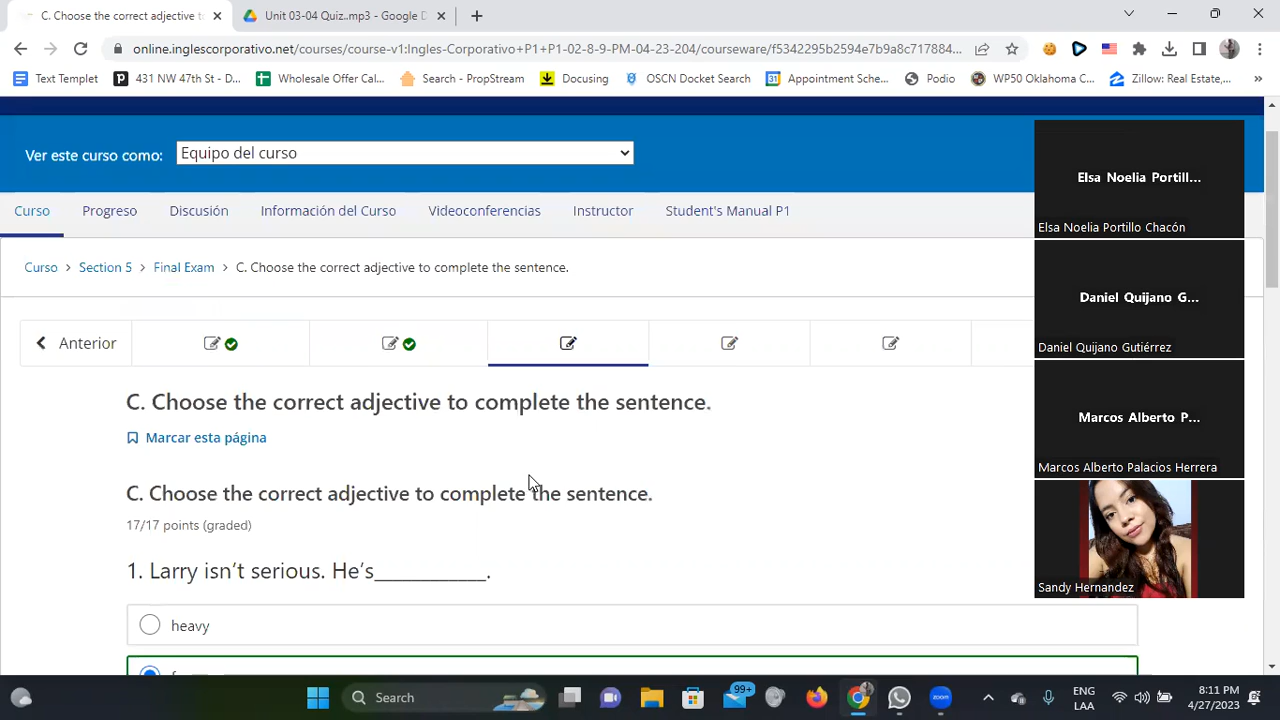 C. Choose the correct adjective t
Unit 03-04 Quiz..mp3 - Google D
online.inglescorporativo.net/courses/course-v1:Ingles-Corporativo+P1+P1-02-8-9-PM-04-23-204/courseware/f5342295b2594e7b9a8c717884...
Text Templet
431 NW 47th St - D...
Wholesale Offer Cal...
Search - PropStream
Docusing
OSCN Docket Search
Appointment Sche...
Podio
WP50 Oklahoma C...
Zillow: Real Estate,...
»
Ver este curso como:
Equipo del curso
Curso
Progreso
Discusión
Información del Curso
Videoconferencias
Instructor
Student's Manual P1
Curso > Section 5 > Final Exam > C. Choose the correct adjective to complete the sentence.
Anterior
C. Choose the correct adjective to complete the sentence.
Marcar esta página
C. Choose the correct adjective to complete the sentence.
17/17 points (graded)
1. Larry isn't serious. He's___________.
heavy
Elsa Noelia Portill...
Elsa Noelia Portillo Chacón
Daniel Quijano G...
Daniel Quijano Gutiérrez
Marcos Alberto P...
Marcos Alberto Palacios Herrera
Sandy Hernandez
Search
99+
ENG
LAA
8:11 PM
4/27/2023